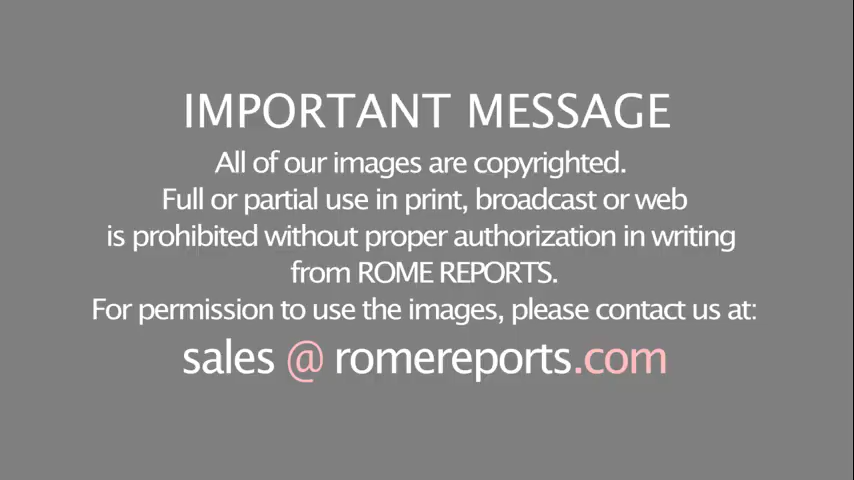 IMPORTANT MESSAGE
All of our images are copyrighted.
Full or partial use in print, broadcast or web
is prohibited without proper authorization in writing
from ROME REPORTS.
For permission to use the images, please contact us at:
sales @ romereports.com